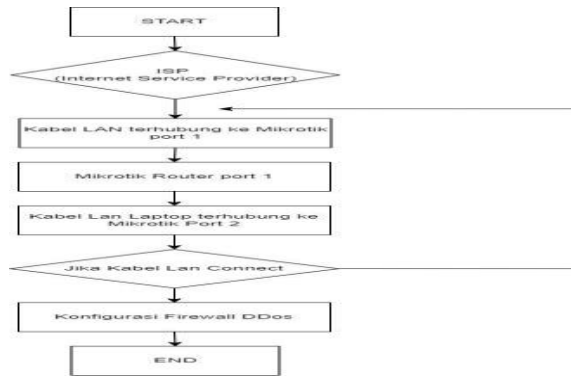 START
ISP
(Internet Service Provider)
Kabel LAN terhubung ke Mikrotik
port 1
Mikrotik Router port 1
Kabel Lan Laptop terhubung ke
Mikrotik Port 2
Jika Kabel Lan Connect
Konfigurasi Firewall DDos
END